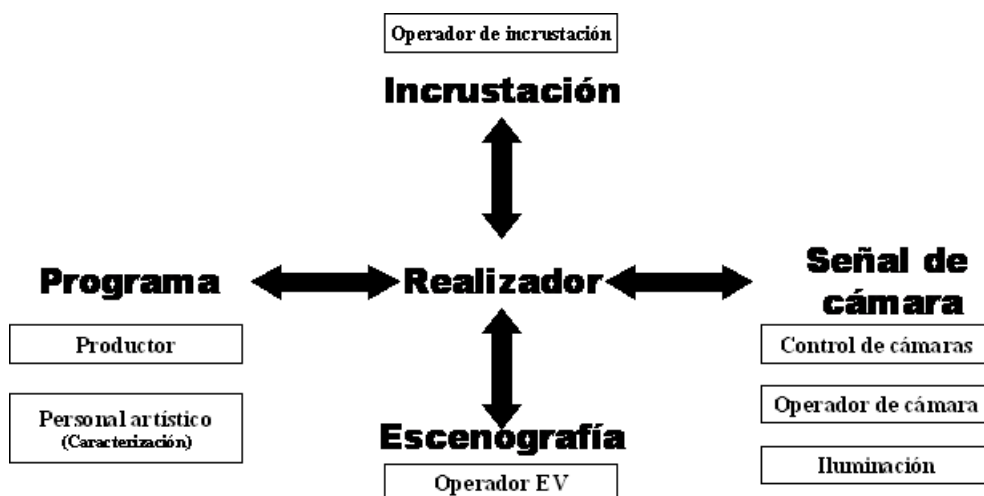 Operador de incrustación
Incrustación
Programa
Realizador
Señal de
cámara
Productor
Personal artístico
(Caracterización)
Control de cámaras
Operador de cámara
Iluminación
Escenografía
Operador EV